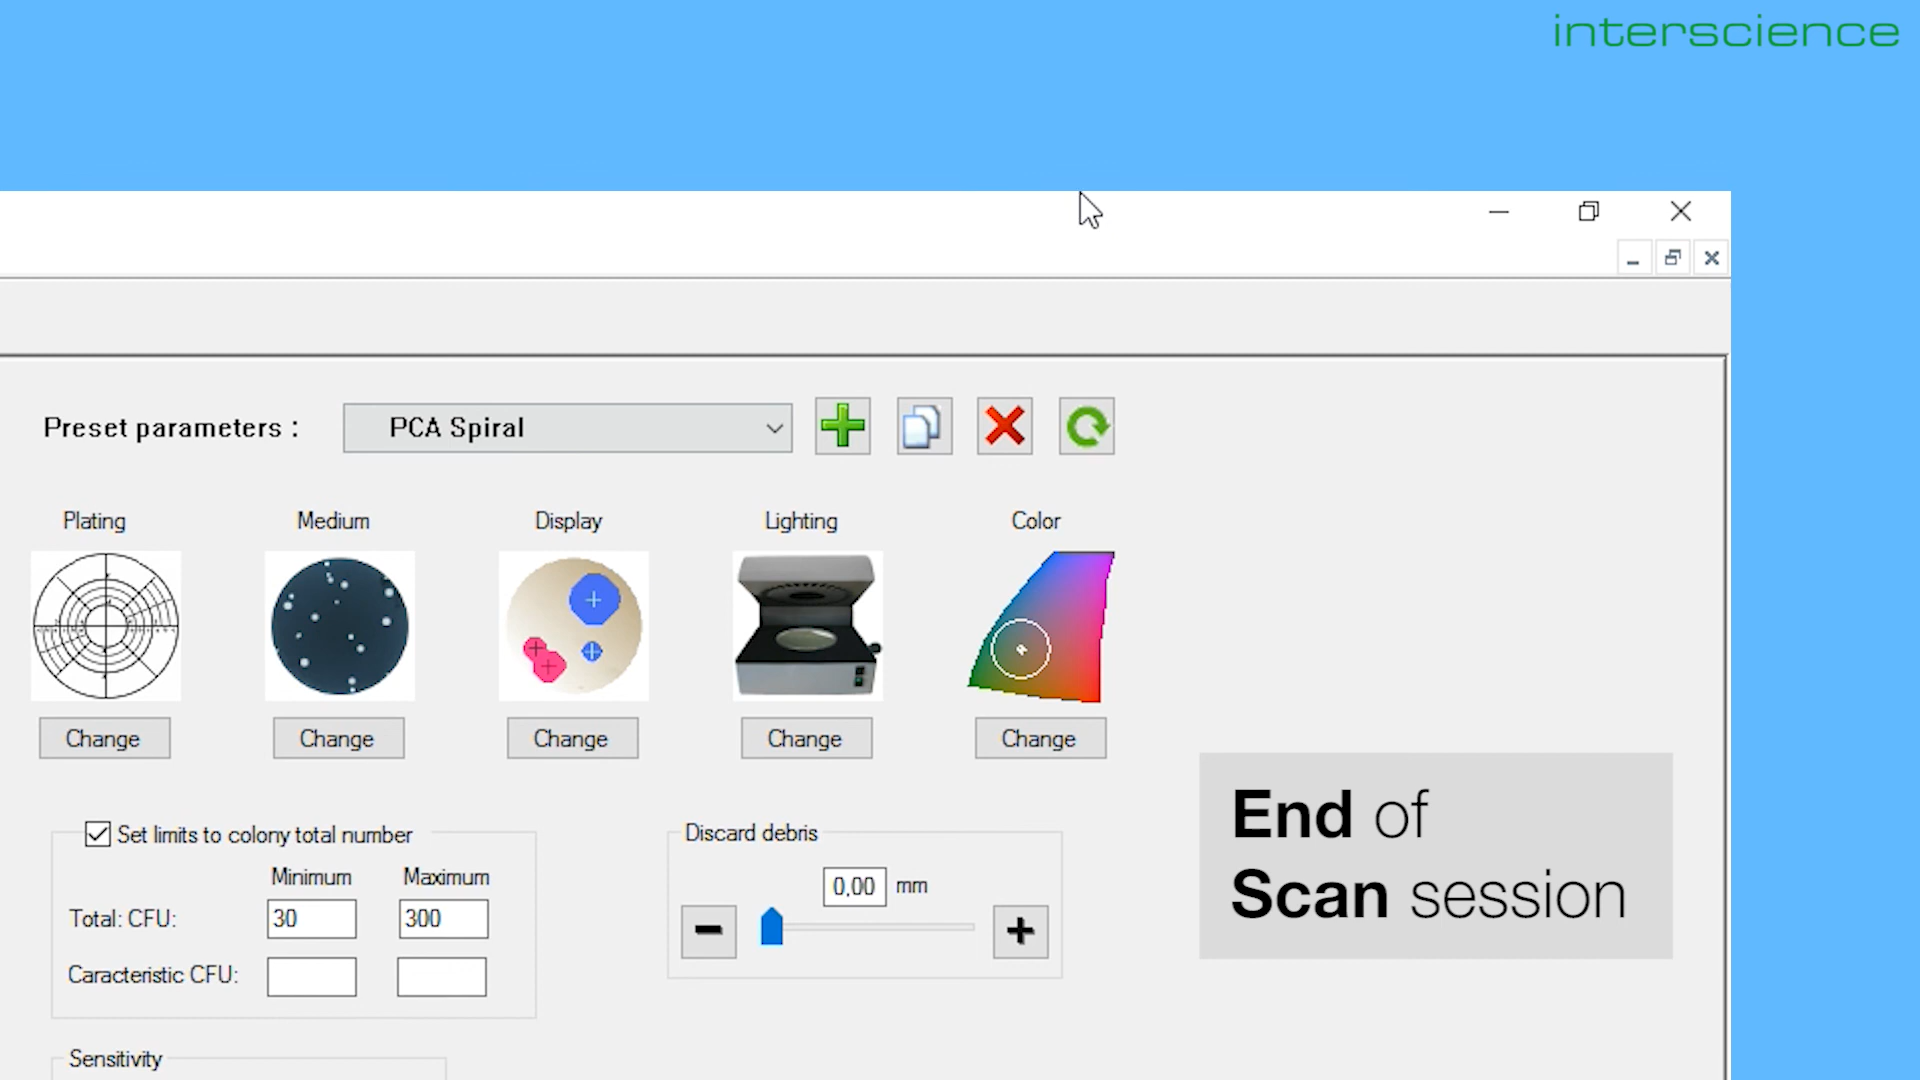 interscience
Preset parameters :
PCA Spiral
Plating
Medium
Display
Lighting
Color
Change
Change
Change
Change
Change
Set limits to colony total number
Minimum
Maximum
Total: CFU:
30
300
Caracteristic CFU:
Discard debris
0,00 mm
End of
Scan session
Sensitivity